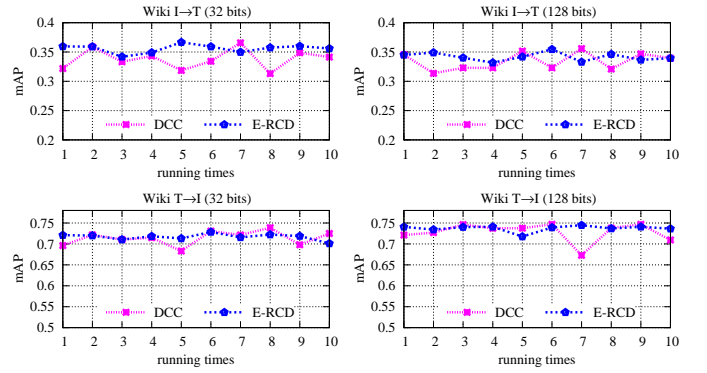 Wiki I→T (32 bits)
0.4
0.35
0.3
0.25
0.2
mAP
DCC
E-RCD
1 2 3 4 5 6 7 8 9 10
running times
Wiki I→T (128 bits)
0.4
0.35
0.3
0.25
0.2
mAP
DCC
E-RCD
1 2 3 4 5 6 7 8 9 10
running times
Wiki T→I (32 bits)
0.75
0.7
0.65
0.6
0.55
0.5
mAP
DCC
E-RCD
1 2 3 4 5 6 7 8 9 10
running times
Wiki T→I (128 bits)
0.75
0.7
0.65
0.6
0.55
0.5
mAP
DCC
E-RCD
1 2 3 4 5 6 7 8 9 10
running times